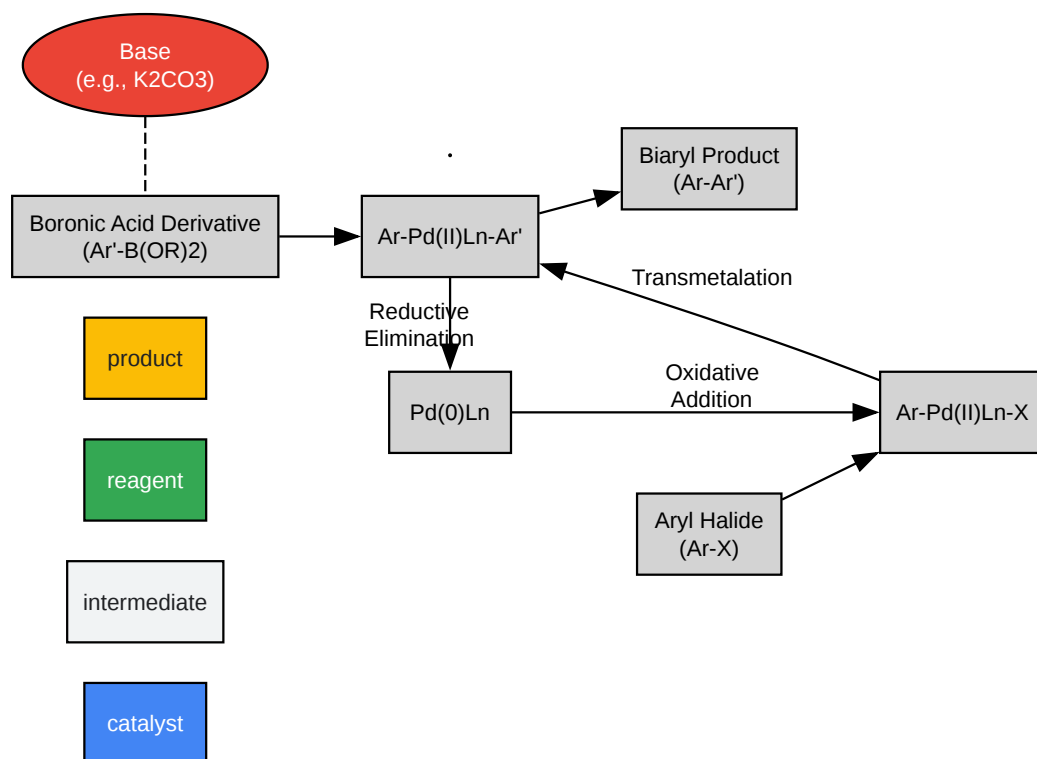 Base
(e.g., K2CO3)
Boronic Acid Derivative
(Ar'-B(OR)2)
Ar-Pd(II)Ln-Ar'
Biaryl Product
(Ar-Ar')
Transmetalation
Reductive
Elimination
product
Pd(0)Ln
Oxidative
Addition
Ar-Pd(II)Ln-X
reagent
Aryl Halide
(Ar-X)
intermediate
catalyst